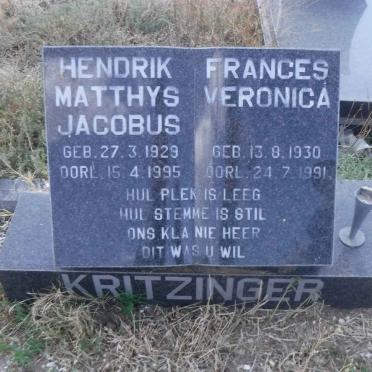 HENDRIK
MATTHYS
JACOBUS
GEB. 27. 3. 1929
OORL. 15. 4. 1995
FRANCES
VERONICA
GEB. 13. 8. 1930
OORL. 24. 7. 1991
HUL PLEK IS LEEG
HUL STEMME IS STIL
ONS KLA NIE HEER
DIT WAS U WIL
KRITZINGER